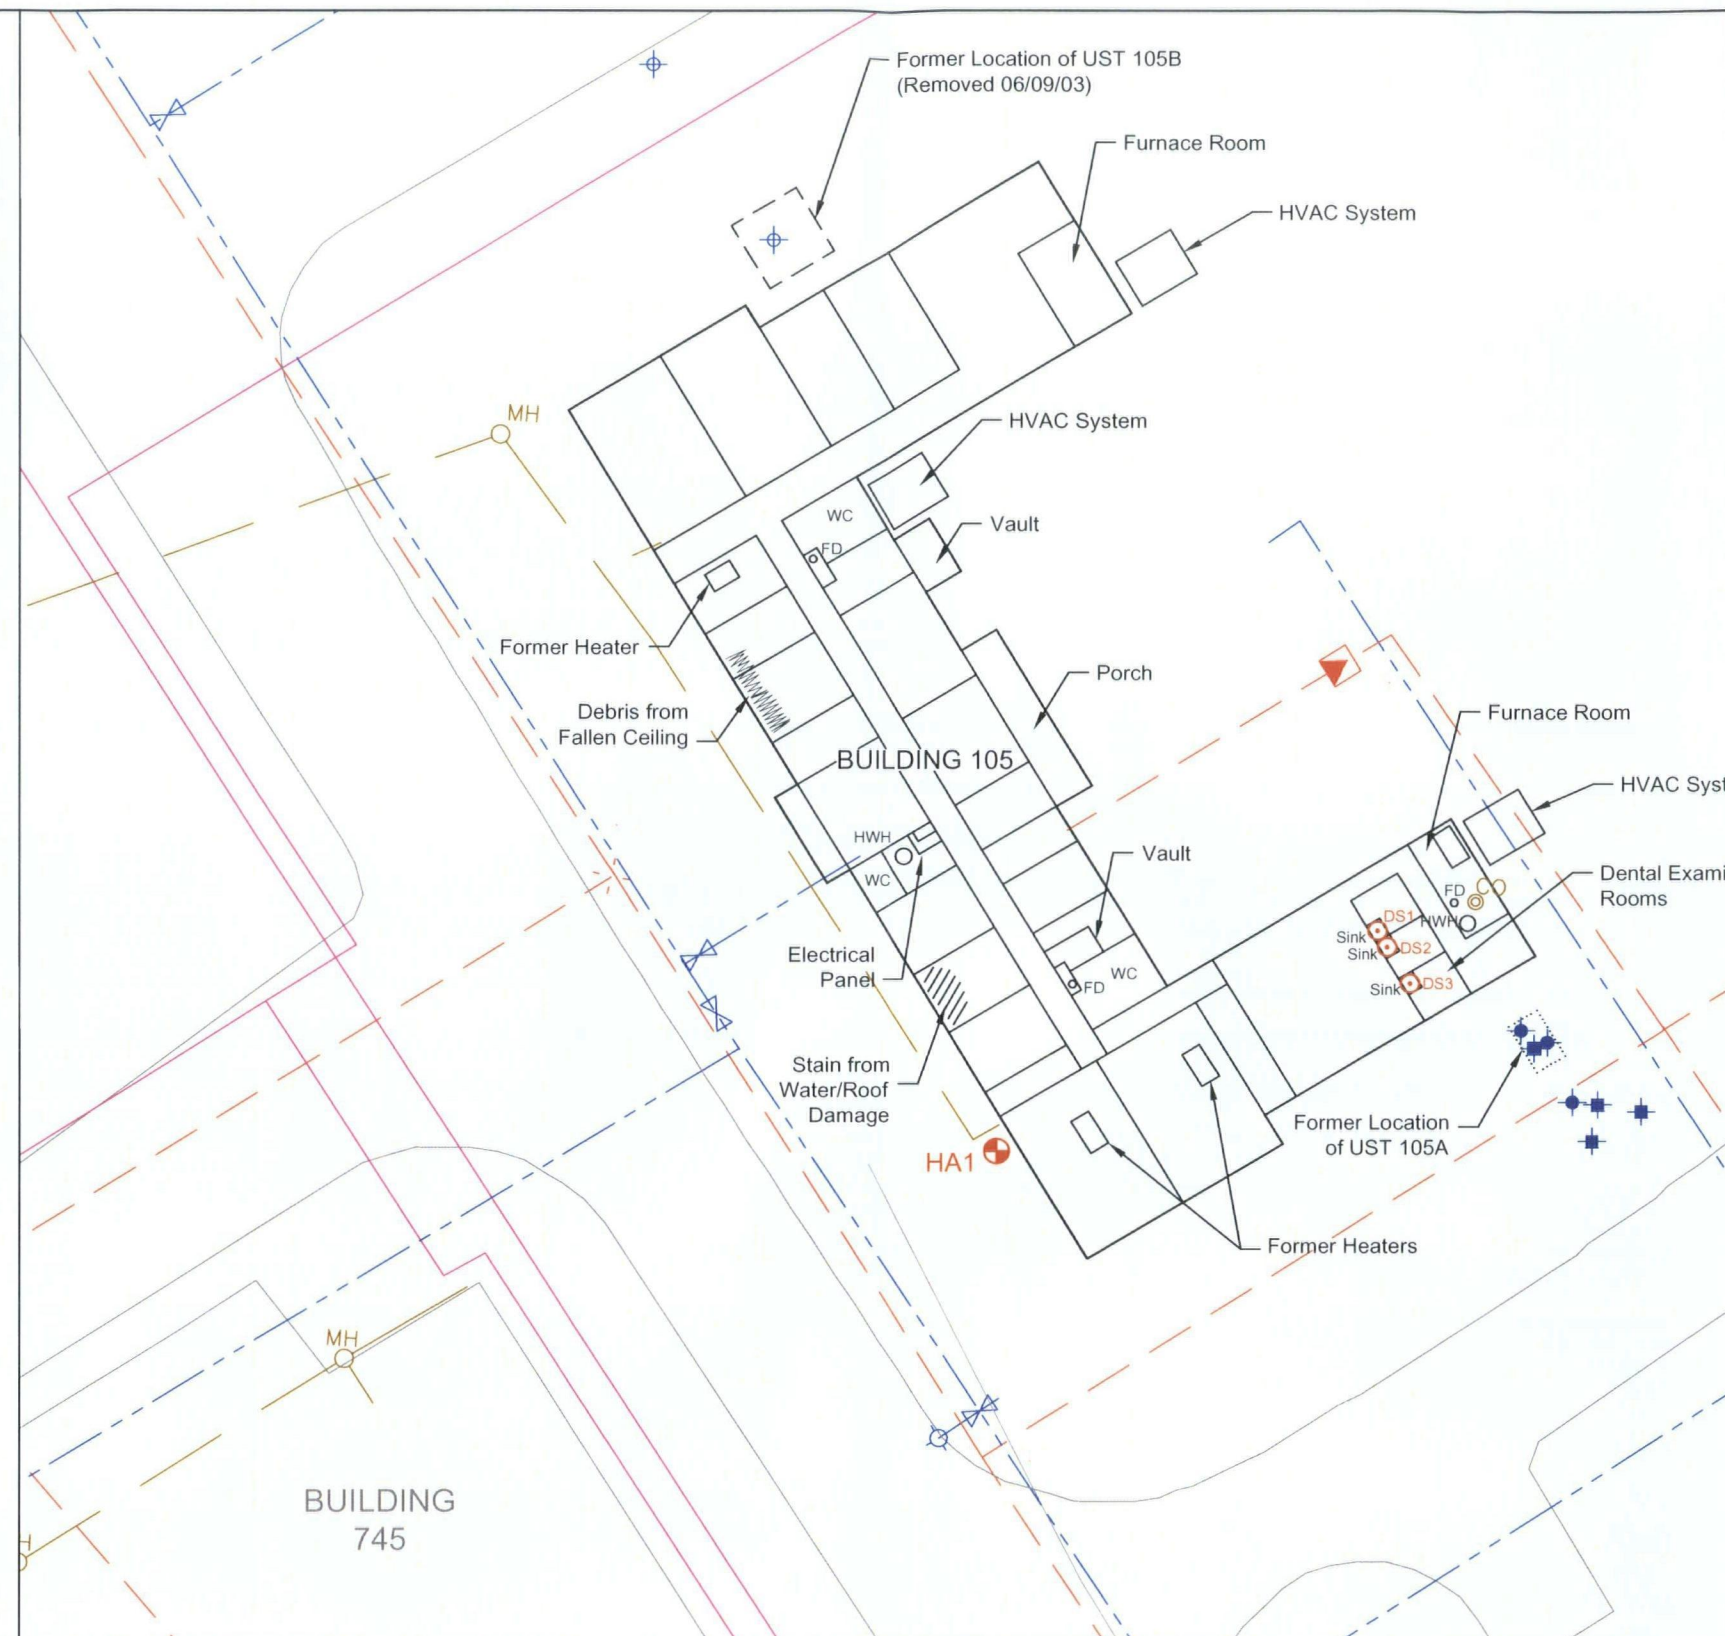 Former Location of UST 105B
(Removed 06/09/03)
Furnace Room
HVAC System
MH
HVAC System
WC
Vault
FD
Former Heater
Porch
Debris from
Fallen Ceiling
Furnace Room
BUILDING 105
HVAC Syst
HWH
Vault
WC
Dental Exami
Rooms
FD
CO
DS1
HWH
Sink
DS2
Sink
Electrical
Panel
WC
FD
DS3
Sink
Stain from
Water/Roof
Damage
Former Location
of UST 105A
HA1
Former Heaters
MH
BUILDING
745
H